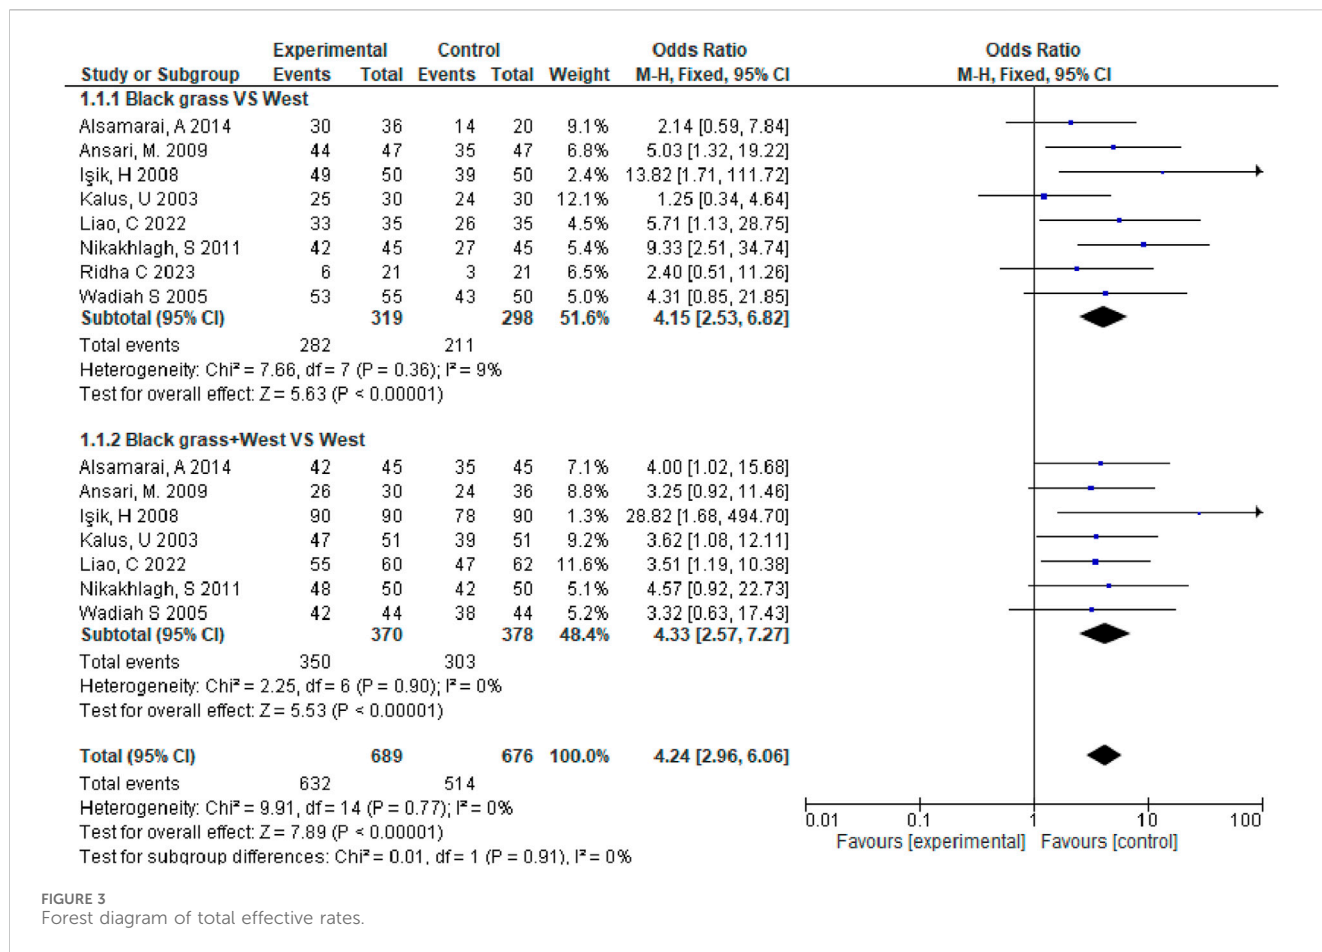 Experimental Control Odds Ratio Odds Ratio
Study or Subgroup Events Total Events Total Weight M-H, Fixed, 95% CI M-H, Fixed, 95% CI
1.1.1 Black grass VS West
Alsamarai, A 2014 30 36 14 20 9.1% 2.14 [0.59, 7.84]
Ansari, M. 2009 44 47 35 47 6.8% 5.03 [1.32, 19.22]
Işik, H 2008 49 50 39 50 2.4% 13.82 [1.71, 111.72]
Kalus, U 2003 25 30 24 30 12.1% 1.25 [0.34, 4.64]
Liao, C 2022 33 35 26 35 4.5% 5.71 [1.13, 28.75]
Nikakhlagh, S 2011 42 45 27 45 5.4% 9.33 [2.51, 34.74]
Ridha C 2023 6 21 3 21 6.5% 2.40 [0.51, 11.26]
Wadiah S 2005 53 55 43 50 5.0% 4.31 [0.85, 21.85]
Subtotal (95% CI) 319 298 51.6% 4.15 [2.53, 6.82]
Total events 282 211
Heterogeneity: Chi² = 7.66, df = 7 (P = 0.36); I² = 9%
Test for overall effect: Z = 5.63 (P < 0.00001)
1.1.2 Black grass+West VS West
Alsamarai, A 2014 42 45 35 45 7.1% 4.00 [1.02, 15.68]
Ansari, M. 2009 26 30 24 36 8.8% 3.25 [0.92, 11.46]
Işik, H 2008 90 90 78 90 1.3% 28.82 [1.68, 494.70]
Kalus, U 2003 47 51 39 51 9.2% 3.62 [1.08, 12.11]
Liao, C 2022 55 60 47 62 11.6% 3.51 [1.19, 10.38]
Nikakhlagh, S 2011 48 50 42 50 5.1% 4.57 [0.92, 22.73]
Wadiah S 2005 42 44 38 44 5.2% 3.32 [0.63, 17.43]
Subtotal (95% CI) 370 378 48.4% 4.33 [2.57, 7.27]
Total events 350 303
Heterogeneity: Chi² = 2.25, df = 6 (P = 0.90); I² = 0%
Test for overall effect: Z = 5.53 (P < 0.00001)
Total (95% CI) 689 676 100.0% 4.24 [2.96, 6.06]
Total events 632 514
Heterogeneity: Chi² = 9.91, df = 14 (P = 0.77); I² = 0%
Test for overall effect: Z = 7.89 (P < 0.00001)
Test for subgroup differences: Chi² = 0.01, df = 1 (P = 0.91), I² = 0%
0.01 0.1 1 10 100
Favours [experimental] Favours [control]
FIGURE 3
Forest diagram of total effective rates.